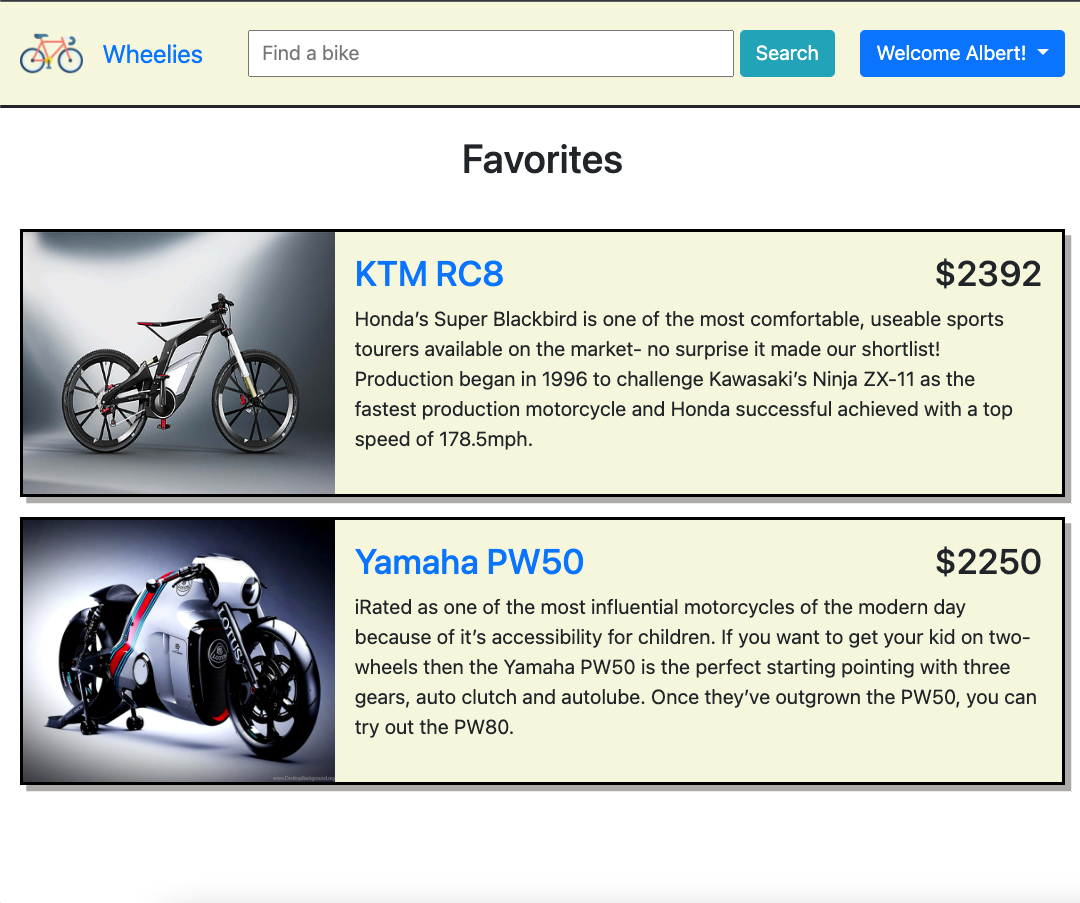 Wheelies
Find a bike
Search
Welcome Albert!
Favorites
KTM RC8
$2392
Honda’s Super Blackbird is one of the most comfortable, useable sports
tourers available on the market- no surprise it made our shortlist!
Production began in 1996 to challenge Kawasaki’s Ninja ZX-11 as the
fastest production motorcycle and Honda successful achieved with a top
speed of 178.5mph.
LOTUS
LOTUS
Yamaha PW50
$2250
iRated as one of the most influential motorcycles of the modern day
because of it’s accessibility for children. If you want to get your kid on two-
wheels then the Yamaha PW50 is the perfect starting pointing with three
gears, auto clutch and autolube. Once they’ve outgrown the PW50, you can
try out the PW80.
www.DesktopBackground.org